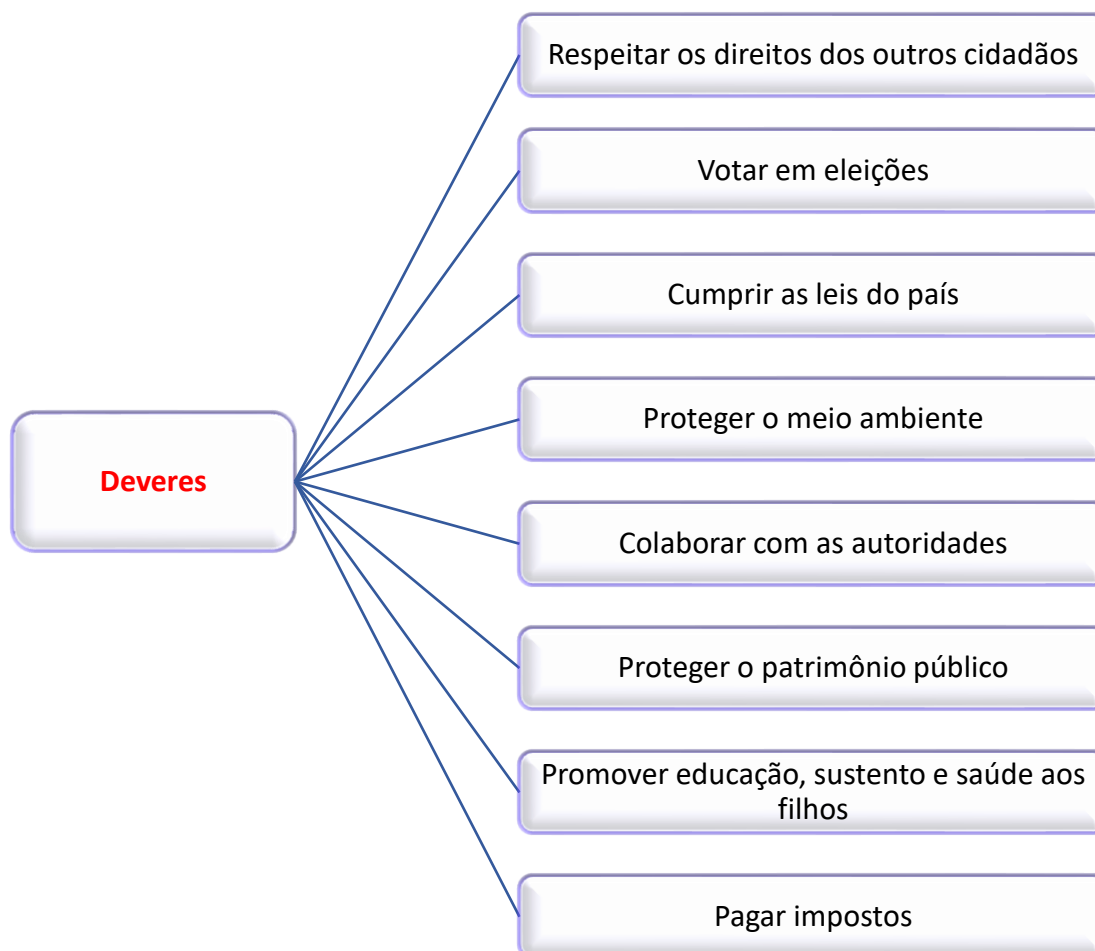 Respeitar os direitos dos outros cidadãos
Votar em eleições
Cumprir as leis do país
Proteger o meio ambiente
Deveres
Colaborar com as autoridades
Proteger o patrimônio público
Promover educação, sustento e saúde aos
filhos
Pagar impostos